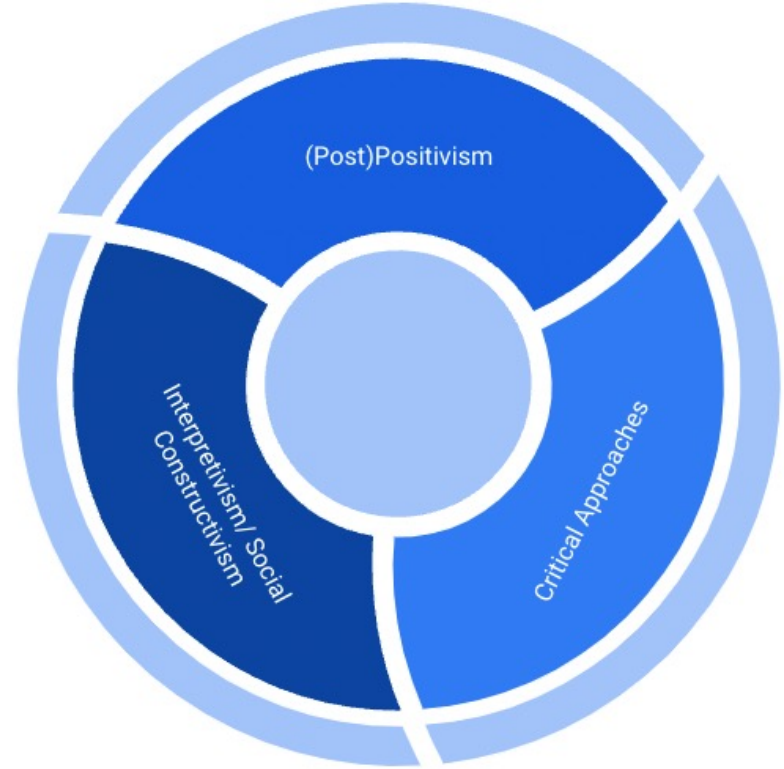 (Post)Positivism
Interpretivism/ Social
Constructivism
Critical Approaches